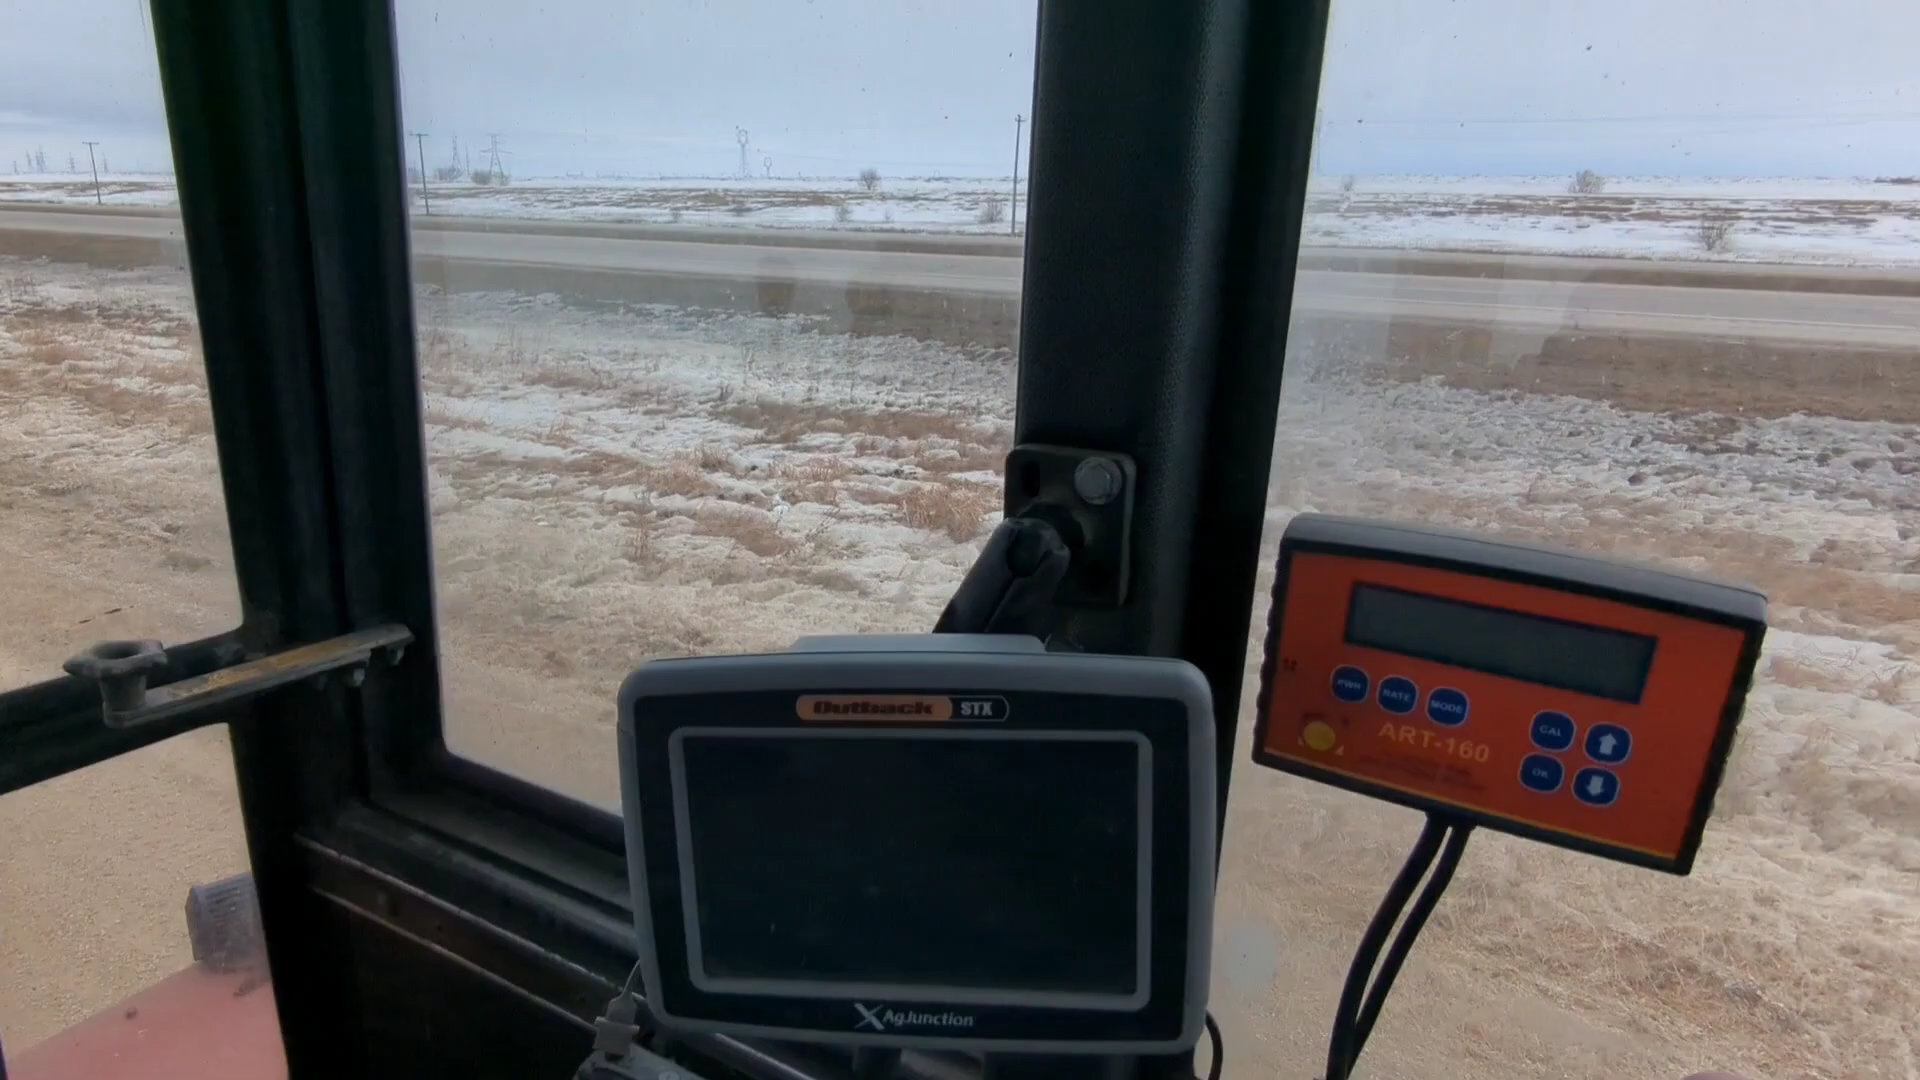 Outback STX
AgJunction
PWR RATE MODE
ART-160
CAL
OK